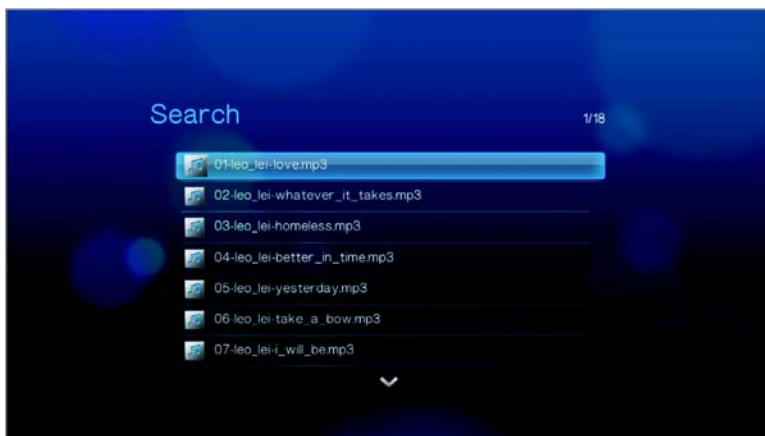 Search
1/18
01-leo_lei-love.mp3
02-leo_lei-whatever_it_takes.mp3
03-leo_lei-homeless.mp3
04-leo_lei-better_in_time.mp3
05-leo_lei-yesterday.mp3
06-leo_lei-take_a_bow.mp3
07-leo_lei-i_will_be.mp3